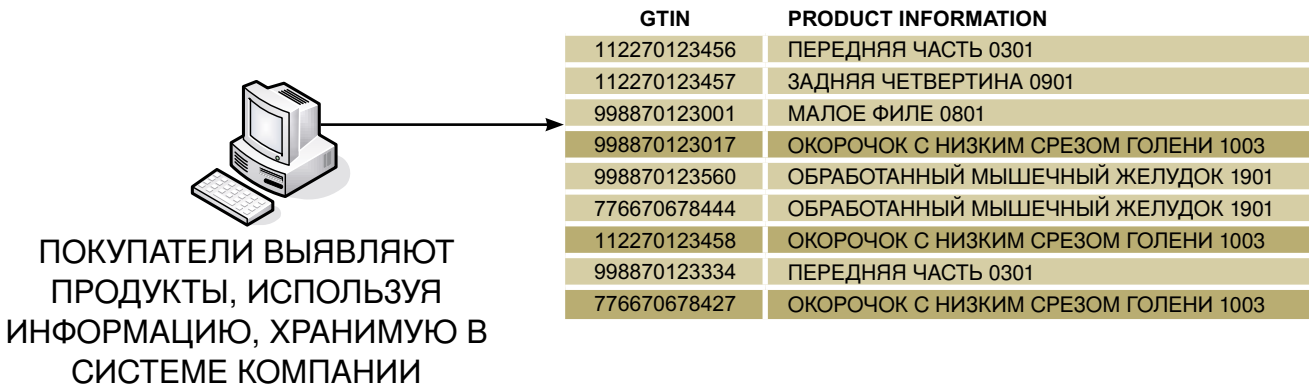 GTIN PRODUCT INFORMATION
112270123456 ПЕРЕДНЯЯ ЧАСТЬ 0301
112270123457 ЗАДНЯЯ ЧЕТВЕРТИНА 0901
998870123001 МАЛОЕ ФИЛЕ 0801
998870123017 ОКОРОЧОК С НИЗКИМ СРЕЗОМ ГОЛЕНИ 1003
998870123560 ОБРАБОТАННЫЙ МЫШЕЧНЫЙ ЖЕЛУДОК 1901
776670678444 ОБРАБОТАННЫЙ МЫШЕЧНЫЙ ЖЕЛУДОК 1901
112270123458 ОКОРОЧОК С НИЗКИМ СРЕЗОМ ГОЛЕНИ 1003
998870123334 ПЕРЕДНЯЯ ЧАСТЬ 0301
776670678427 ОКОРОЧОК С НИЗКИМ СРЕЗОМ ГОЛЕНИ 1003
ПОКУПАТЕЛИ ВЫЯВЛЯЮТ
ПРОДУКТЫ, ИСПОЛЬЗУЯ
ИНФОРМАЦИЮ, ХРАНИМУЮ В
СИСТЕМЕ КОМПАНИИ